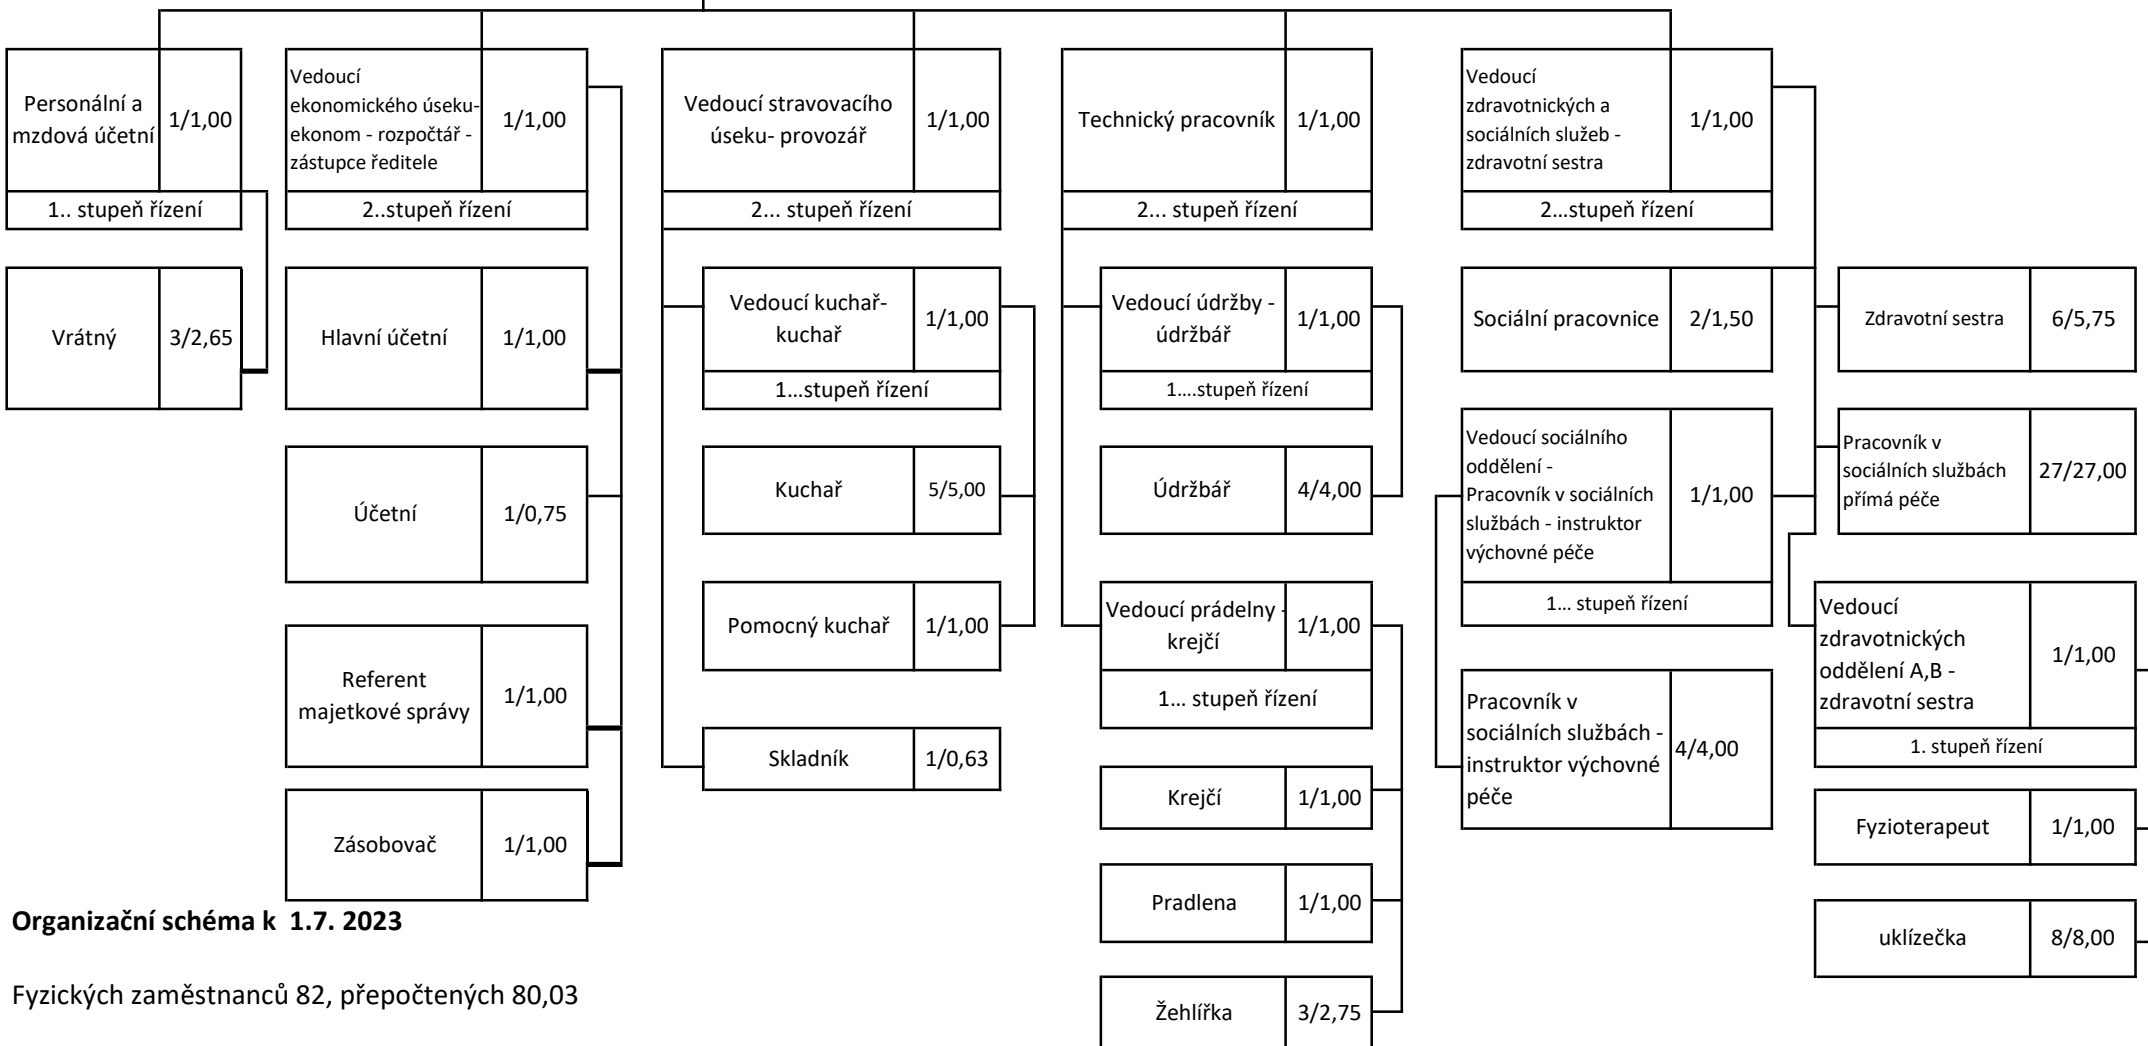 Personální a
mzdová účetní
1/1,00
1.. stupeň řízení
Vrátný
3/2,65
Vedoucí
ekonomického úseku-
ekonom - rozpočtář -
zástupce ředitele
1/1,00
2..stupeň řízení
Hlavní účetní
1/1,00
Účetní
1/0,75
Referent
majetkové správy
1/1,00
Zásobovač
1/1,00
Vedoucí stravovacího
úseku- provozář
1/1,00
2... stupeň řízení
Vedoucí kuchař-
kuchař
1/1,00
1...stupeň řízení
Kuchař
5/5,00
Pomocný kuchař
1/1,00
Skladník
1/0,63
Technický pracovník
1/1,00
2... stupeň řízení
Vedoucí údržby -
údržbář
1/1,00
1....stupeň řízení
Údržbář
4/4,00
Vedoucí prádelny -
krejčí
1/1,00
1... stupeň řízení
Krejčí
1/1,00
Pradlena
1/1,00
Žehlířka
3/2,75
Vedoucí
zdravotnických a
sociálních služeb -
zdravotní sestra
1/1,00
2...stupeň řízení
Sociální pracovnice
2/1,50
Vedoucí sociálního
oddělení -
Pracovník v sociálních
službách - instruktor
výchovné péče
1/1,00
1... stupeň řízení
Pracovník v
sociálních službách -
instruktor výchovné
péče
4/4,00
Zdravotní sestra
6/5,75
Pracovník v
sociálních službách
přímá péče
27/27,00
Vedoucí
zdravotnických
oddělení A,B -
zdravotní sestra
1/1,00
1. stupeň řízení
Fyzioterapeut
1/1,00
uklízečka
8/8,00
Organizační schéma k 1.7. 2023
Fyzických zaměstnanců 82, přepočtených 80,03